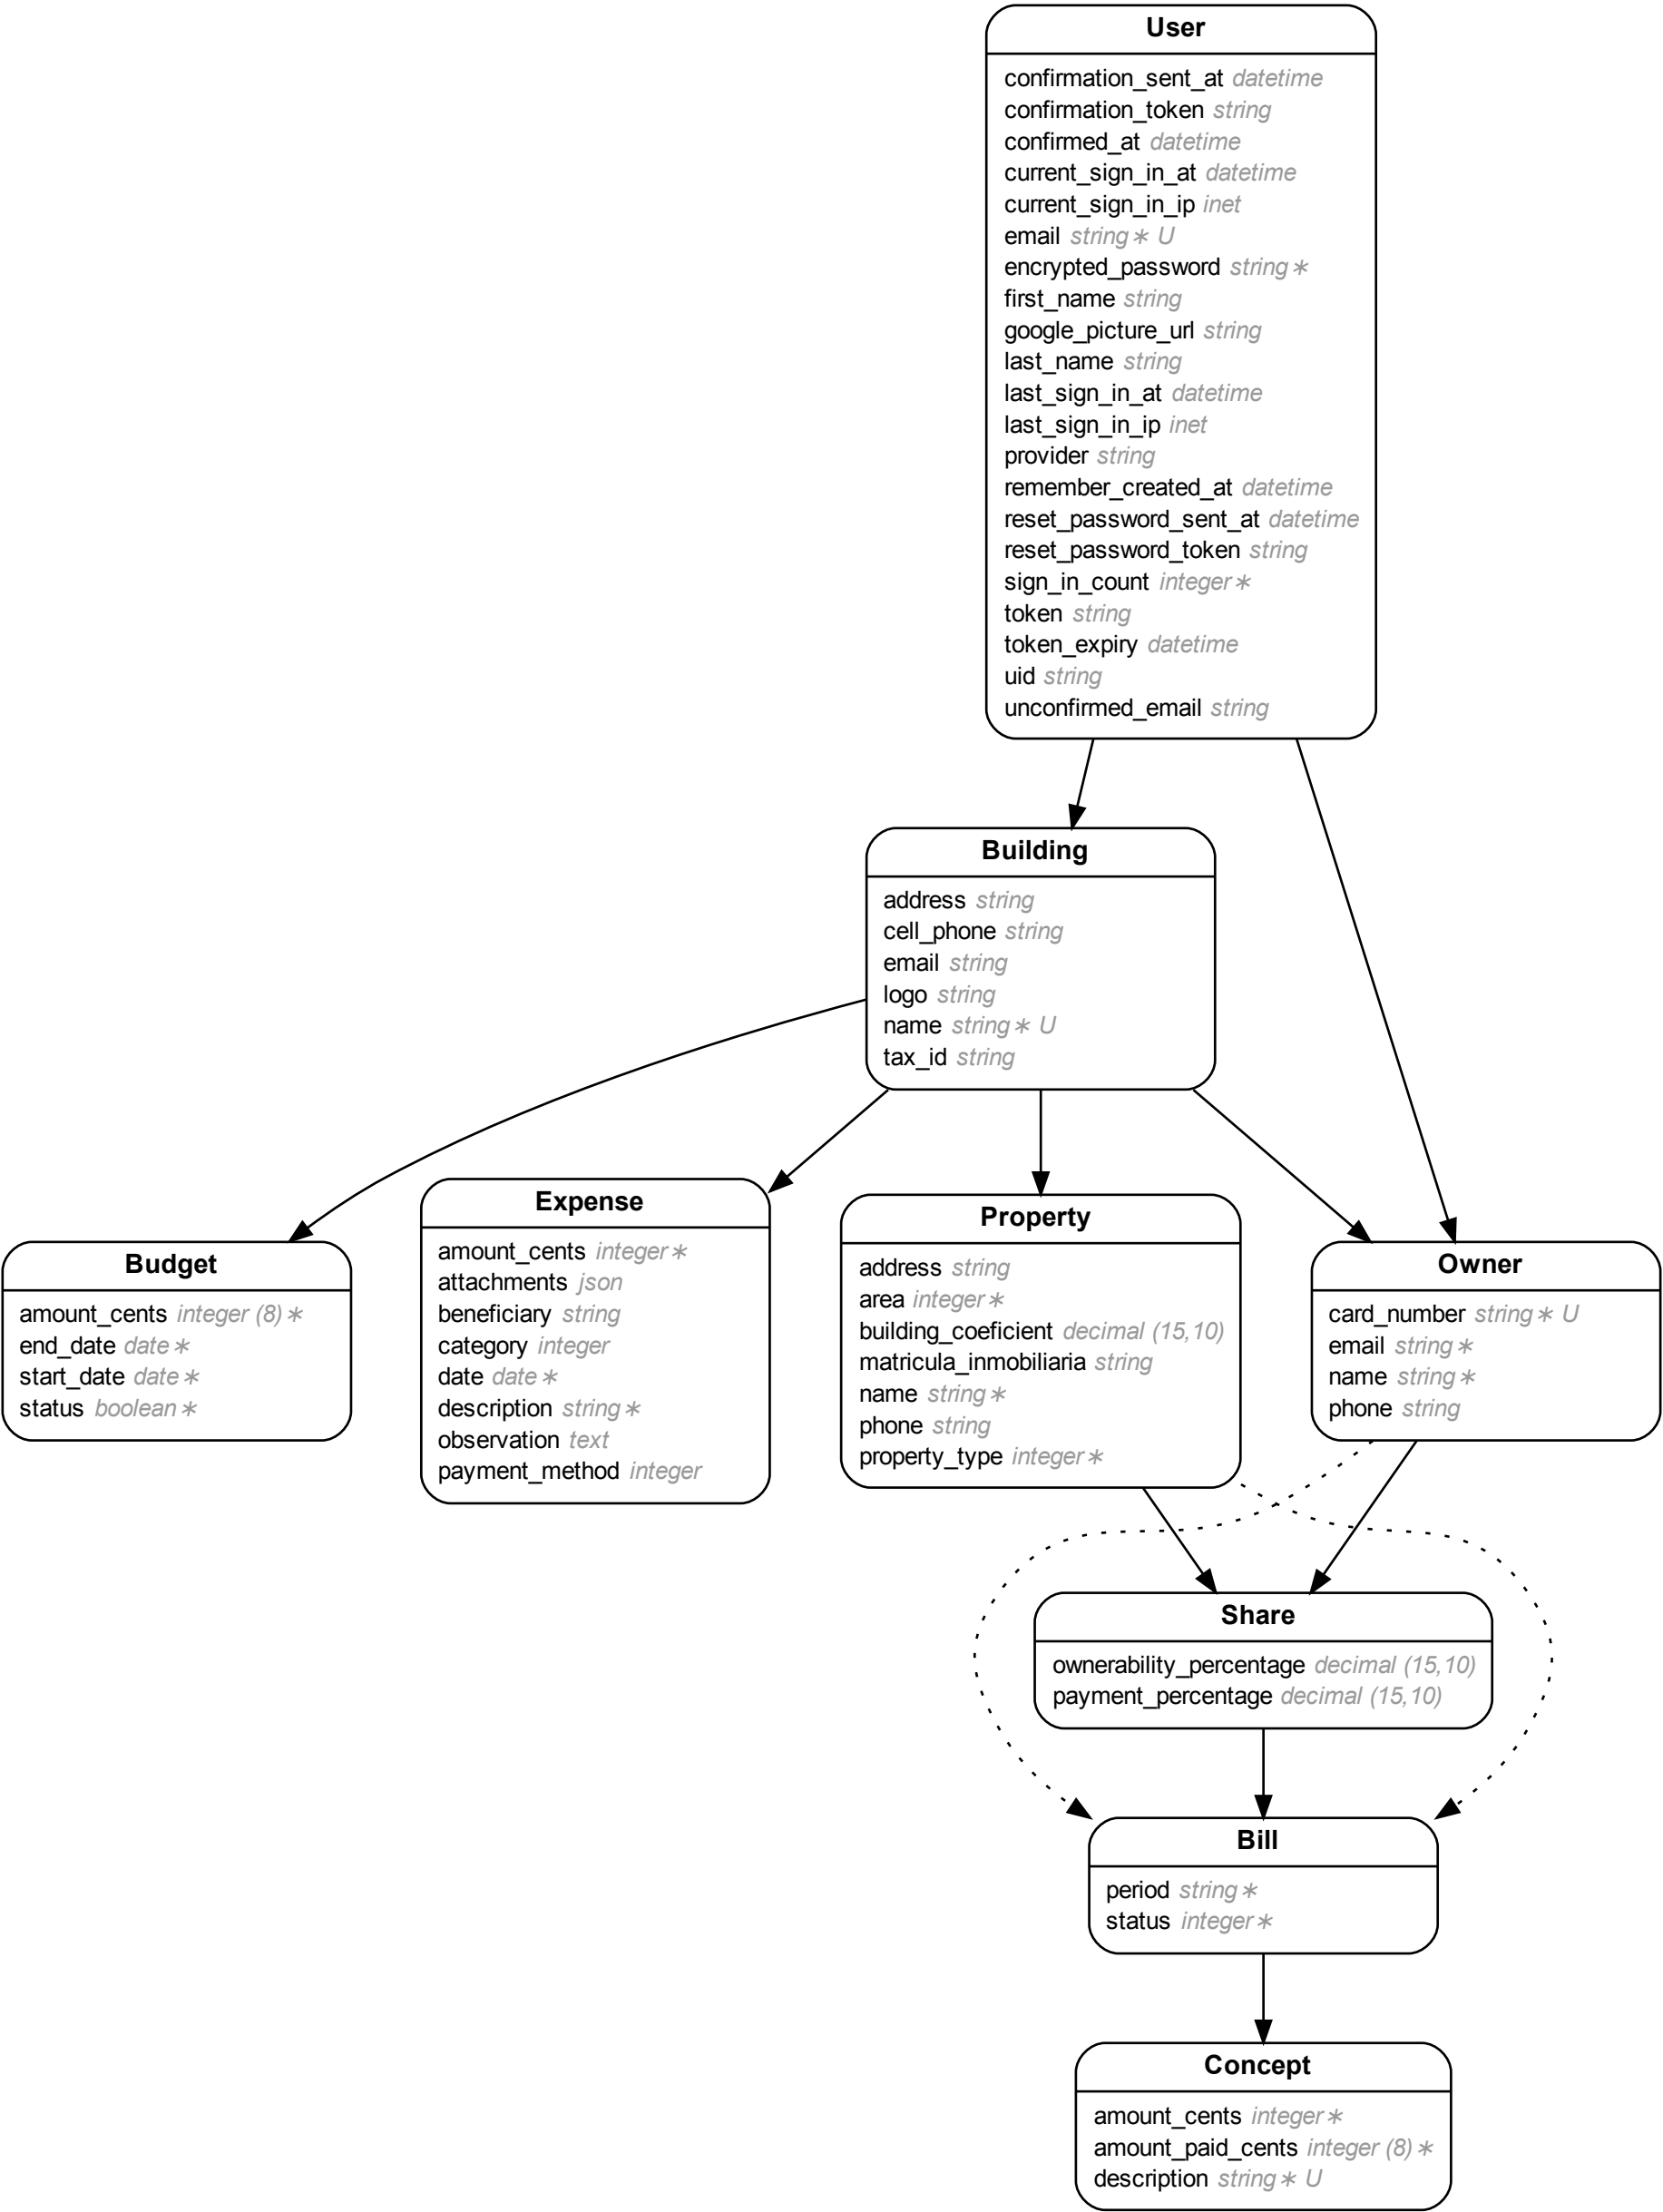 User
confirmation_sent_at datetime
confirmation_token string
confirmed_at datetime
current_sign_in_at datetime
current_sign_in_ip inet
email string∗ U
encrypted_password string∗
first_name string
google_picture_url string
last_name string
last_sign_in_at datetime
last_sign_in_ip inet
provider string
remember_created_at datetime
reset_password_sent_at datetime
reset_password_token string
sign_in_count integer∗
token string
token_expiry datetime
uid string
unconfirmed_email string
Building
address string
cell_phone string
email string
logo string
name string∗ U
tax_id string
Budget
amount_cents integer (8)∗
end_date date∗
start_date date∗
status boolean∗
Expense
amount_cents integer∗
attachments json
beneficiary string
category integer
date date∗
description string∗
observation text
payment_method integer
Property
address string
area integer∗
building_coeficient decimal (15,10)
matricula_inmobiliaria string
name string∗
phone string
property_type integer∗
Owner
card_number string∗ U
email string∗
name string∗
phone string
Share
ownerability_percentage decimal (15,10)
payment_percentage decimal (15,10)
Bill
period string∗
status integer∗
Concept
amount_cents integer∗
amount_paid_cents integer (8)∗
description string∗ U